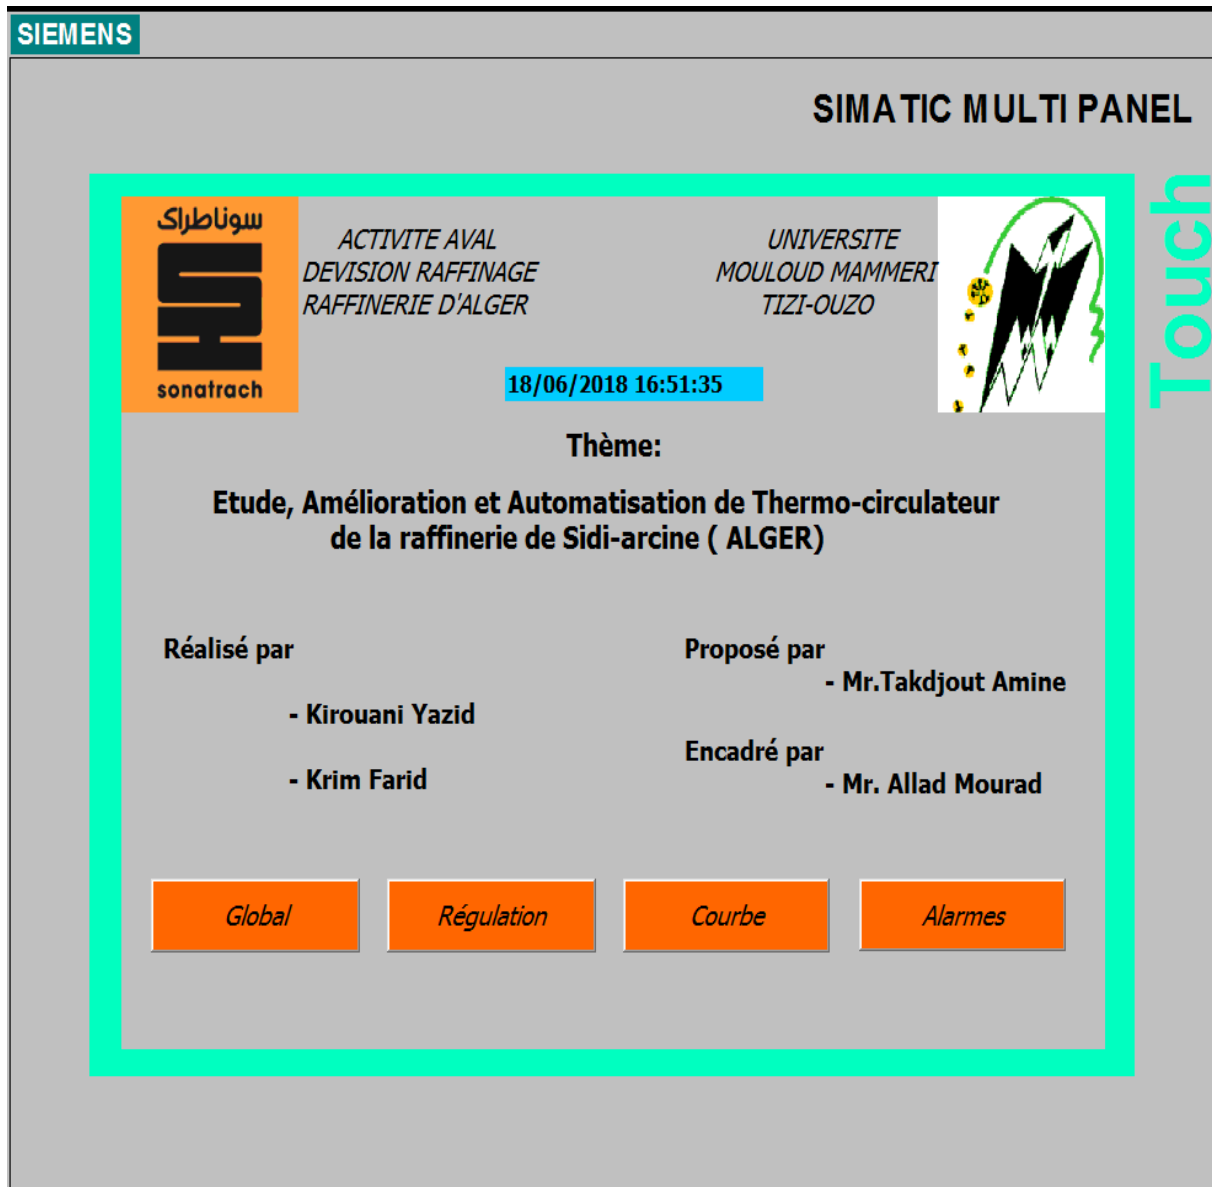 SIEMENS
SIMATIC MULTI PANEL
Touch
سوناطراك
sonatrach
ACTIVITE AVAL
DEVISION RAFFINAGE
RAFFINERIE D'ALGER
UNIVERSITE
MOULOUD MAMMERI
TIZI-OUZO
18/06/2018 16:51:35
Thème:
Etude, Amélioration et Automatisation de Thermo-circulateur
de la raffinerie de Sidi-arcine ( ALGER)
Réalisé par
- Kirouani Yazid
- Krim Farid
Proposé par
- Mr.Takdjout Amine
Encadré par
- Mr. Allad Mourad
Global
Régulation
Courbe
Alarmes